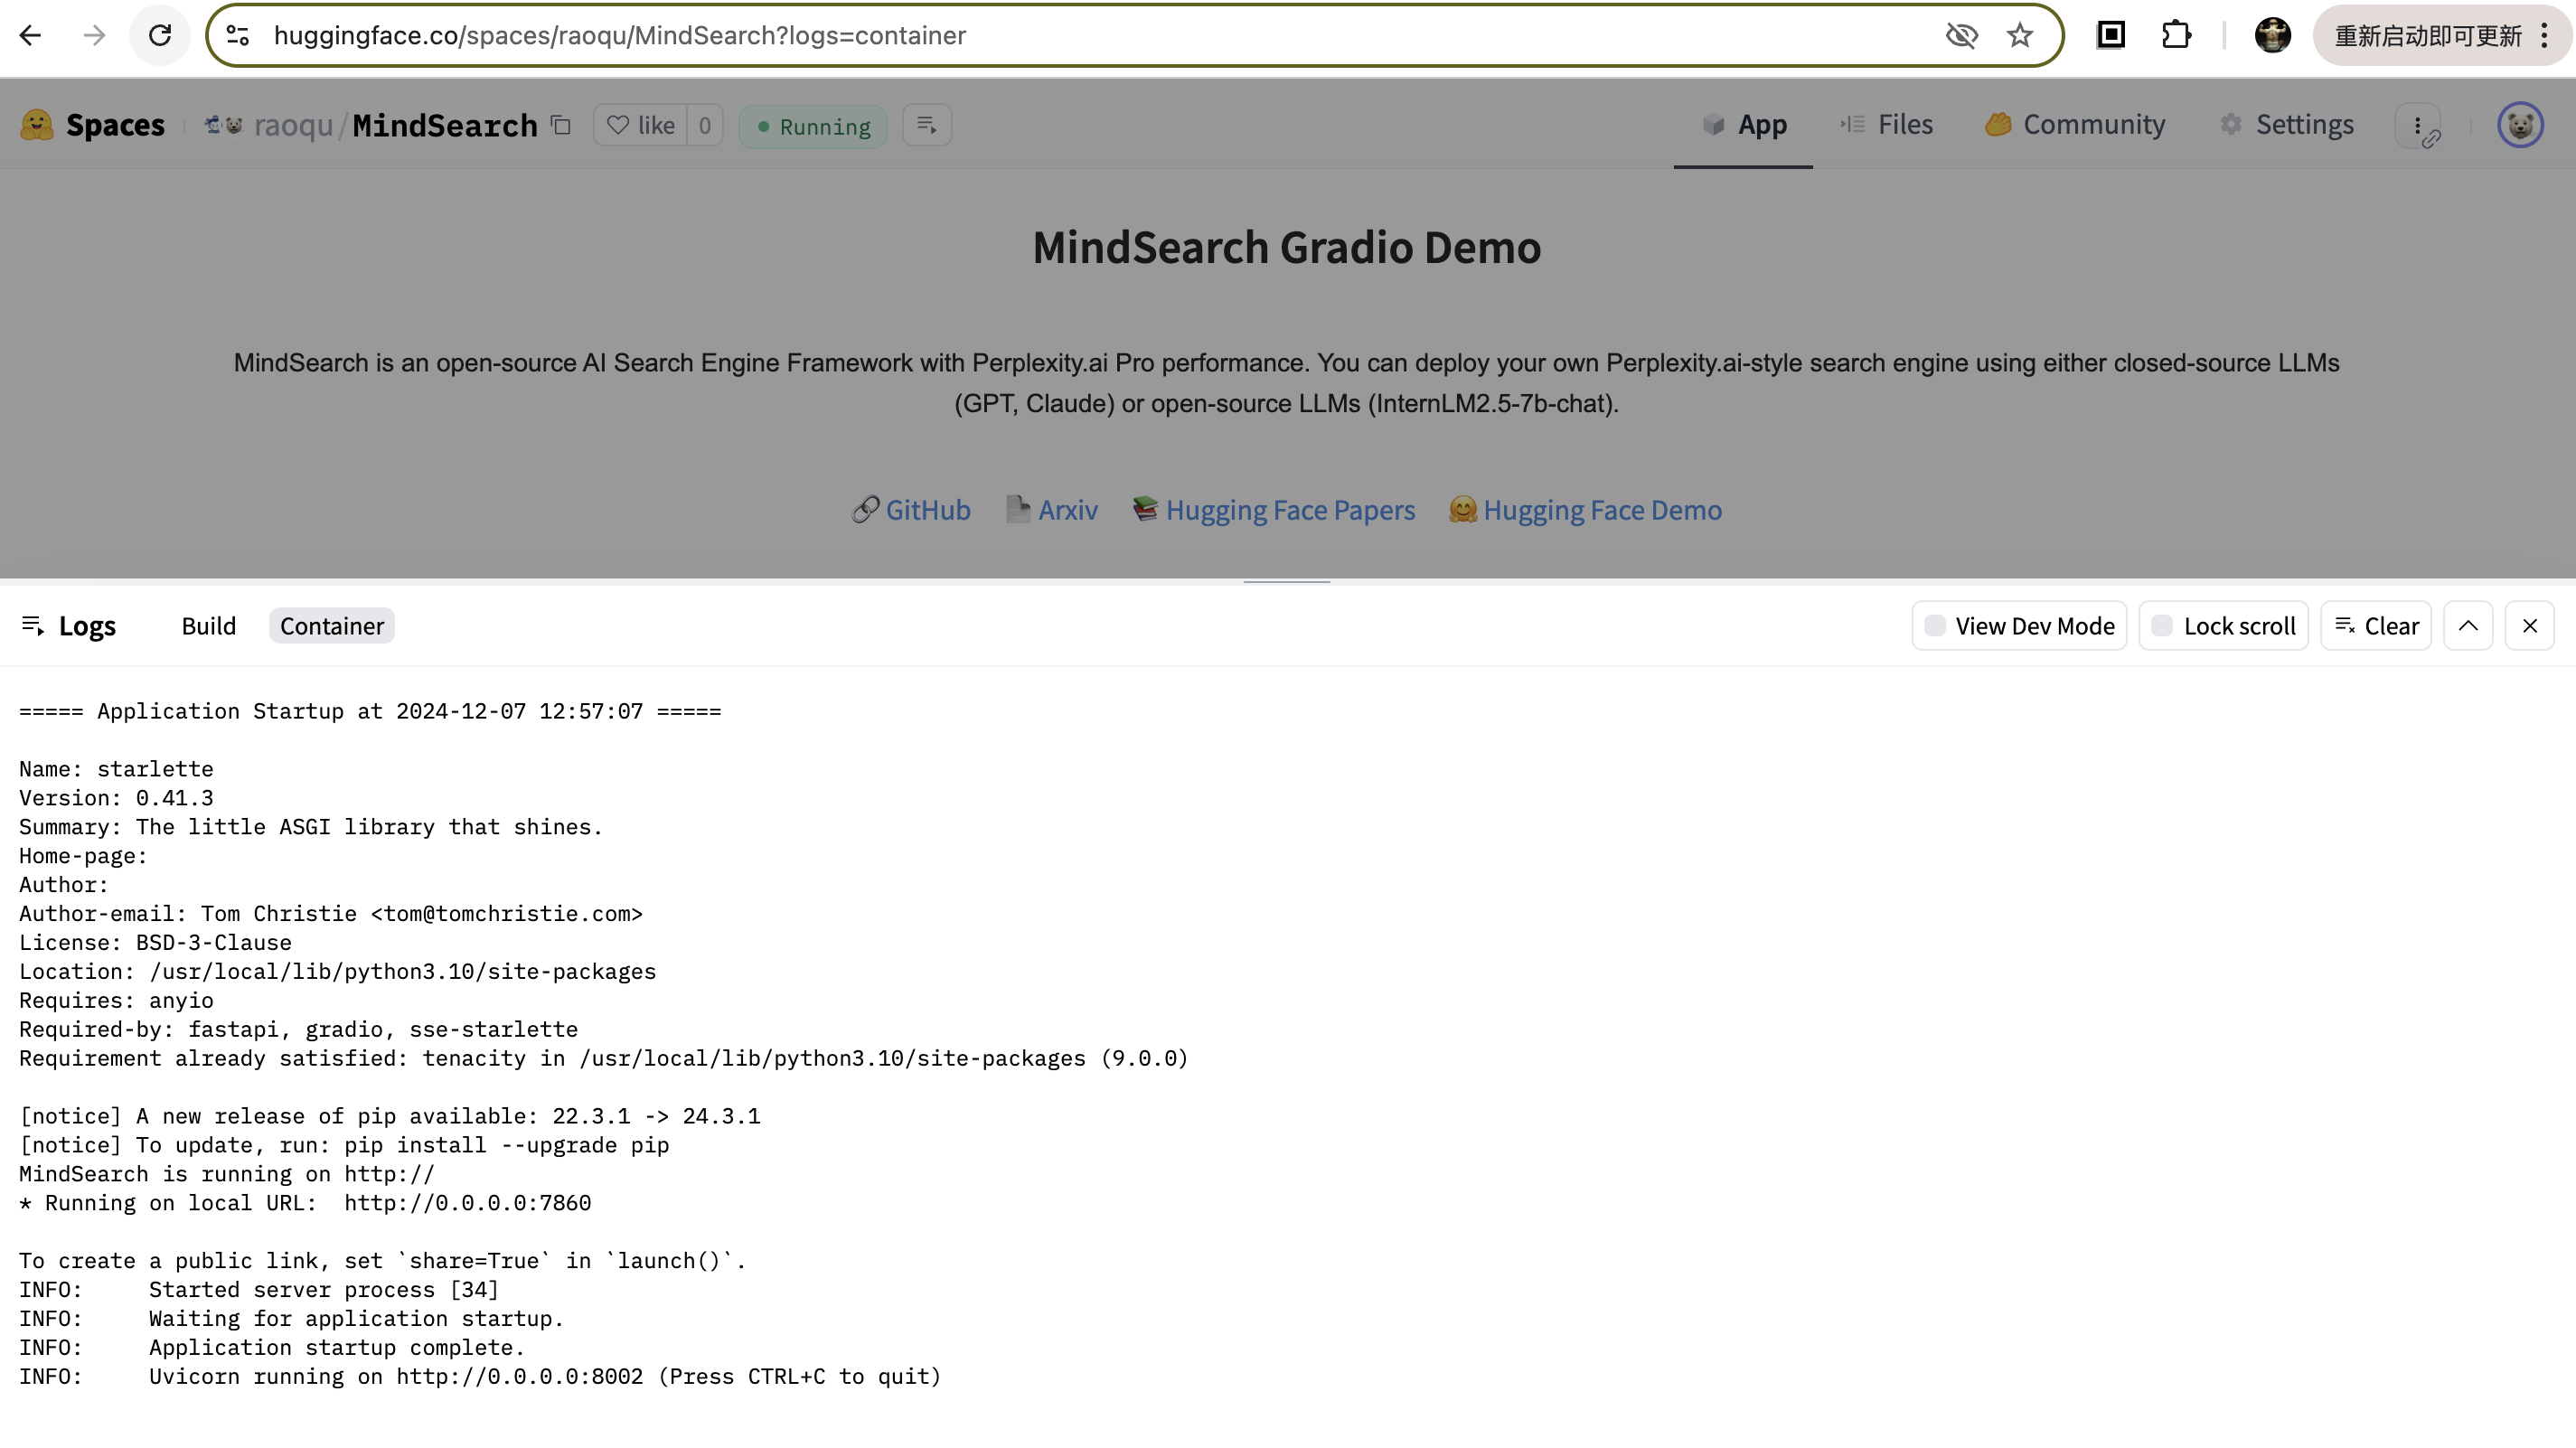 huggingface.co/spaces/raoqu/MindSearch?logs=container
重新启动即可更新
Spaces raoqu/MindSearch like 0 Running App Files Community Settings
MindSearch Gradio Demo
MindSearch is an open-source AI Search Engine Framework with Perplexity.ai Pro performance. You can deploy your own Perplexity.ai-style search engine using either closed-source LLMs
(GPT, Claude) or open-source LLMs (InternLM2.5-7b-chat).
GitHub Arxiv Hugging Face Papers Hugging Face Demo
Logs Build Container View Dev Mode Lock scroll Clear
===== Application Startup at 2024-12-07 12:57:07 =====
Name: starlette
Version: 0.41.3
Summary: The little ASGI library that shines.
Home-page:
Author:
Author-email: Tom Christie <tom@tomchristie.com>
License: BSD-3-Clause
Location: /usr/local/lib/python3.10/site-packages
Requires: anyio
Required-by: fastapi, gradio, sse-starlette
Requirement already satisfied: tenacity in /usr/local/lib/python3.10/site-packages (9.0.0)
[notice] A new release of pip available: 22.3.1 -> 24.3.1
[notice] To update, run: pip install --upgrade pip
MindSearch is running on http://
* Running on local URL:  http://0.0.0.0:7860
To create a public link, set `share=True` in `launch()`.
INFO:     Started server process [34]
INFO:     Waiting for application startup.
INFO:     Application startup complete.
INFO:     Uvicorn running on http://0.0.0.0:8002 (Press CTRL+C to quit)